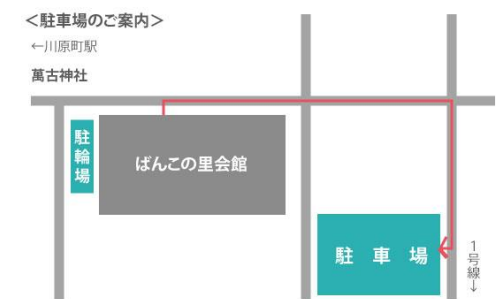 ＜駐車場のご案内＞
←川原町駅
萬古神社
駐輪場
ばんこの里会館
駐車場
1号線→